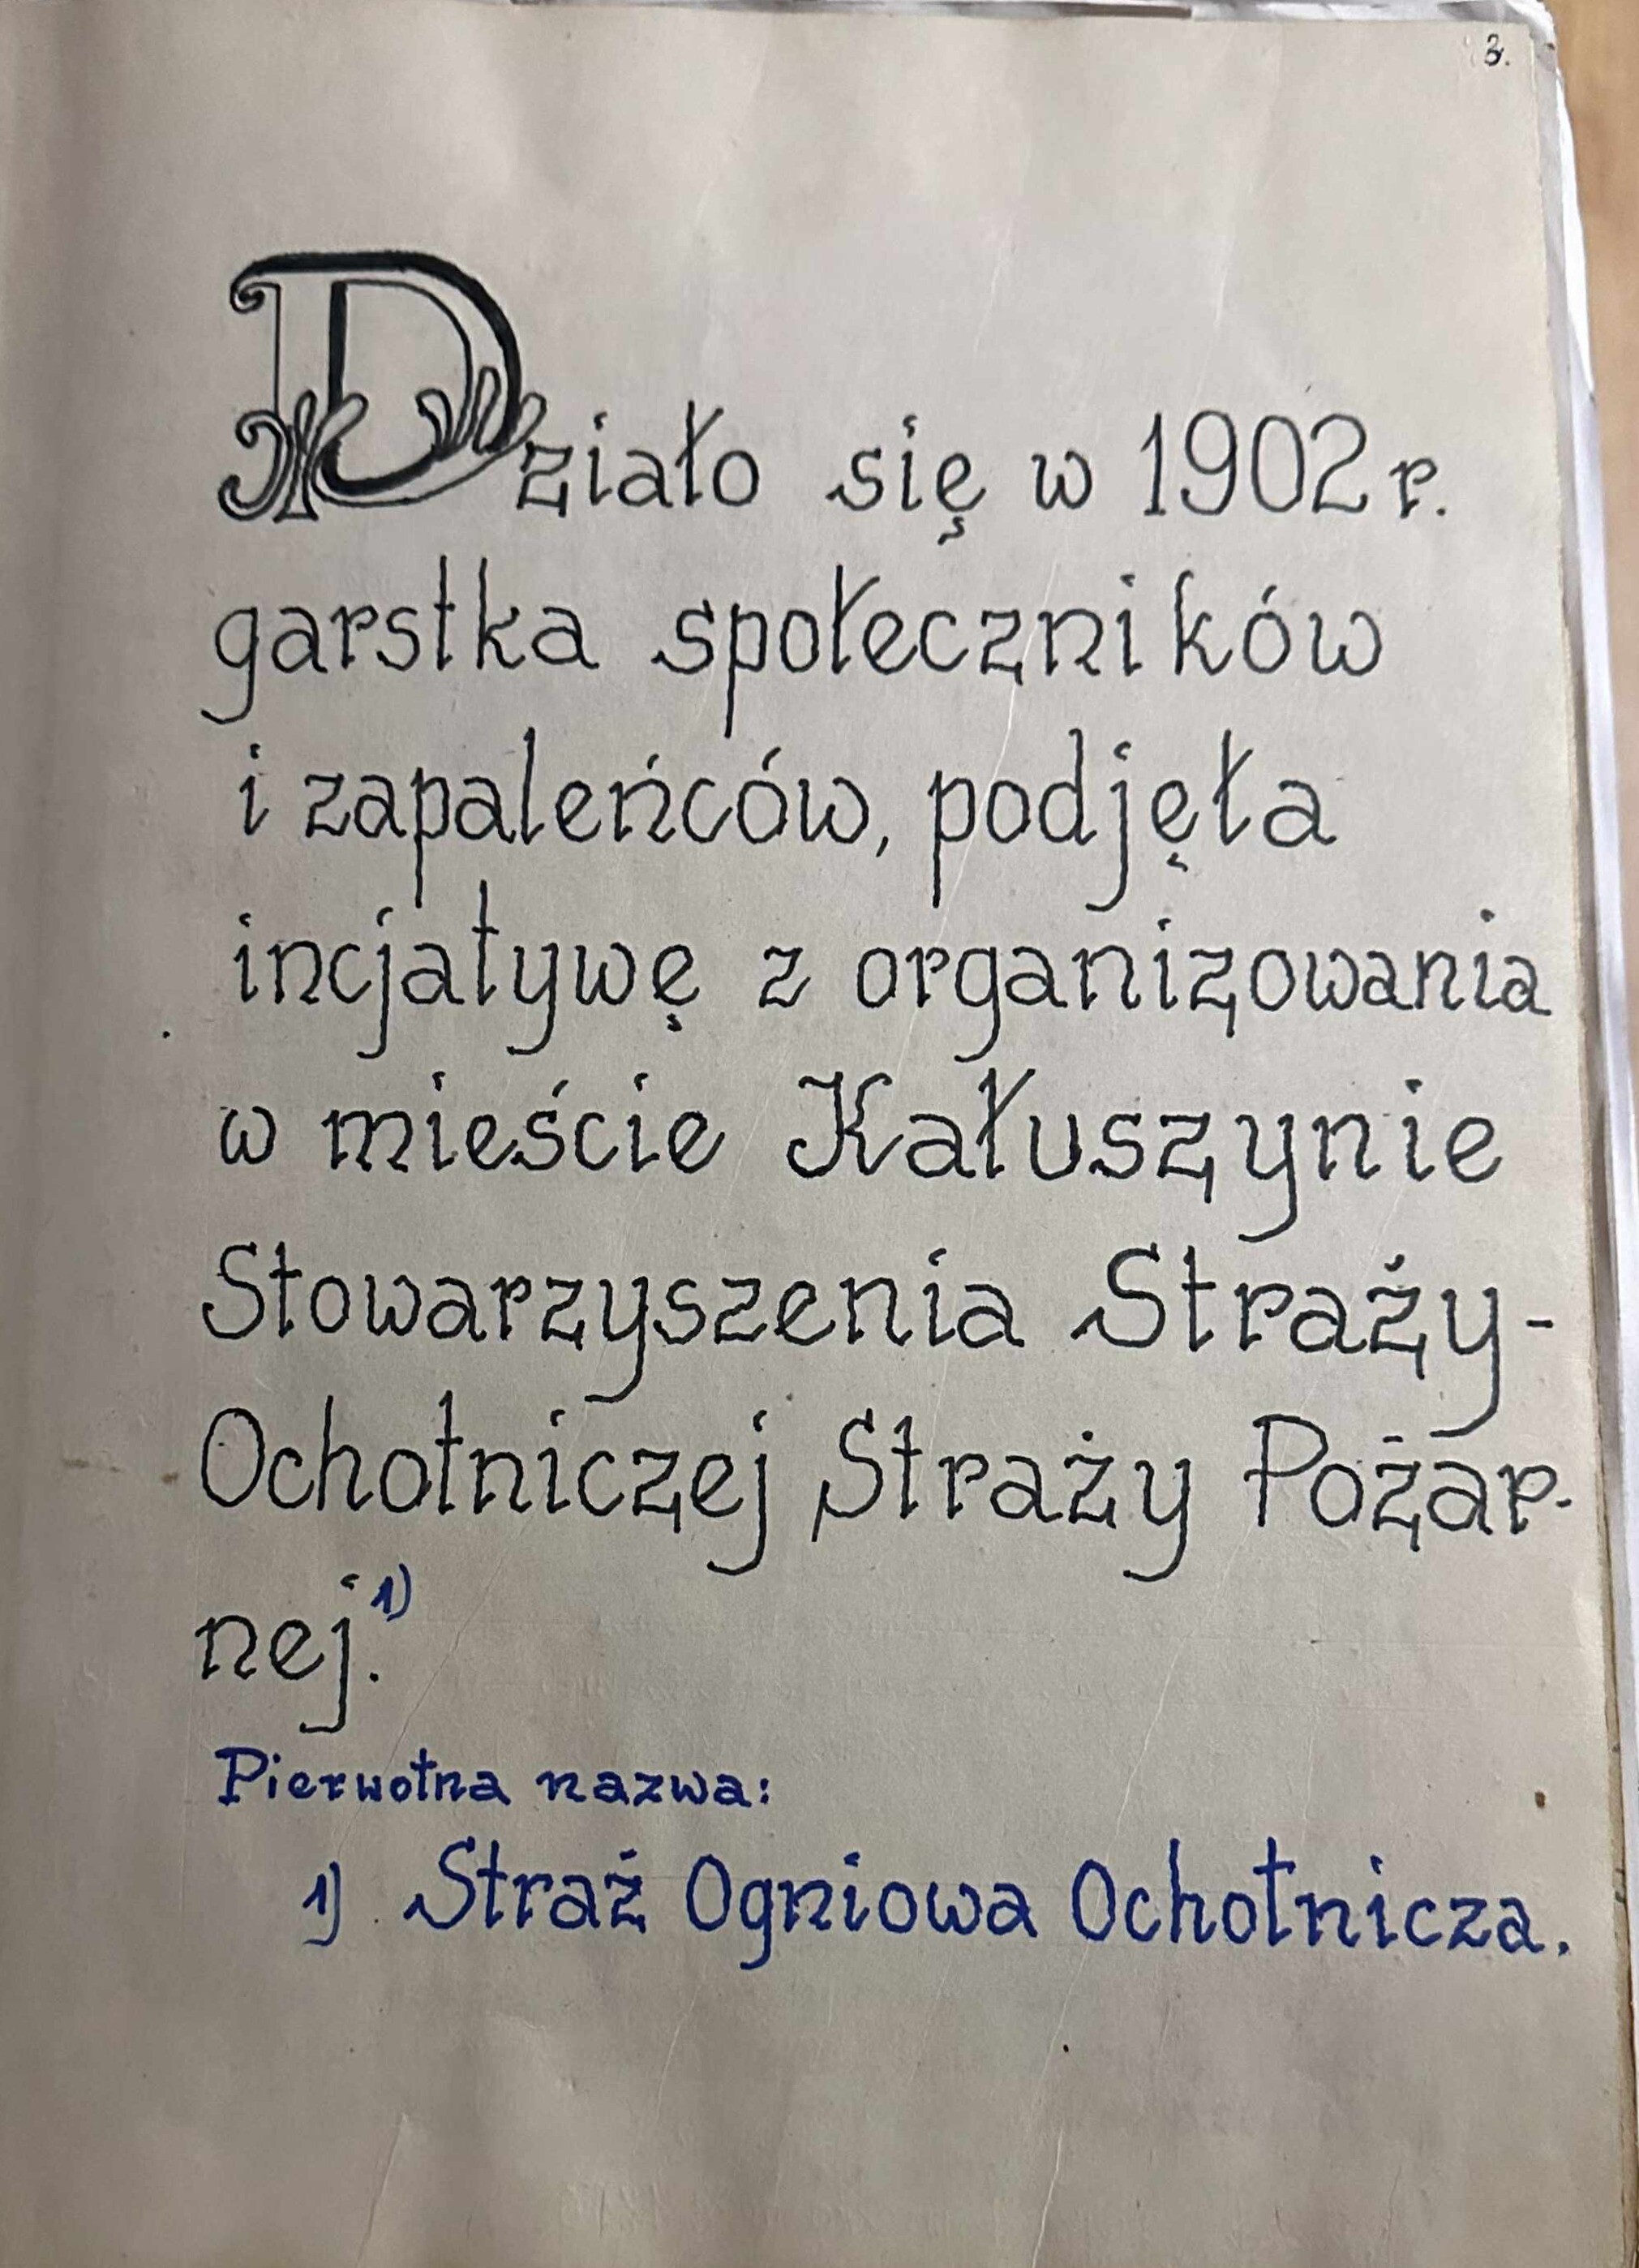 3.
Działo się w 1902 r.
garstka społeczników
i zapaleńców, podjęła
incjatywę z organizowania
w mieście Kałuszynie
Stowarzyszenia Straży-
Ochotniczej Straży Pożar-
nej.¹⁾
Pierwotna nazwa:
1) Straż Ogniowa Ochotnicza.